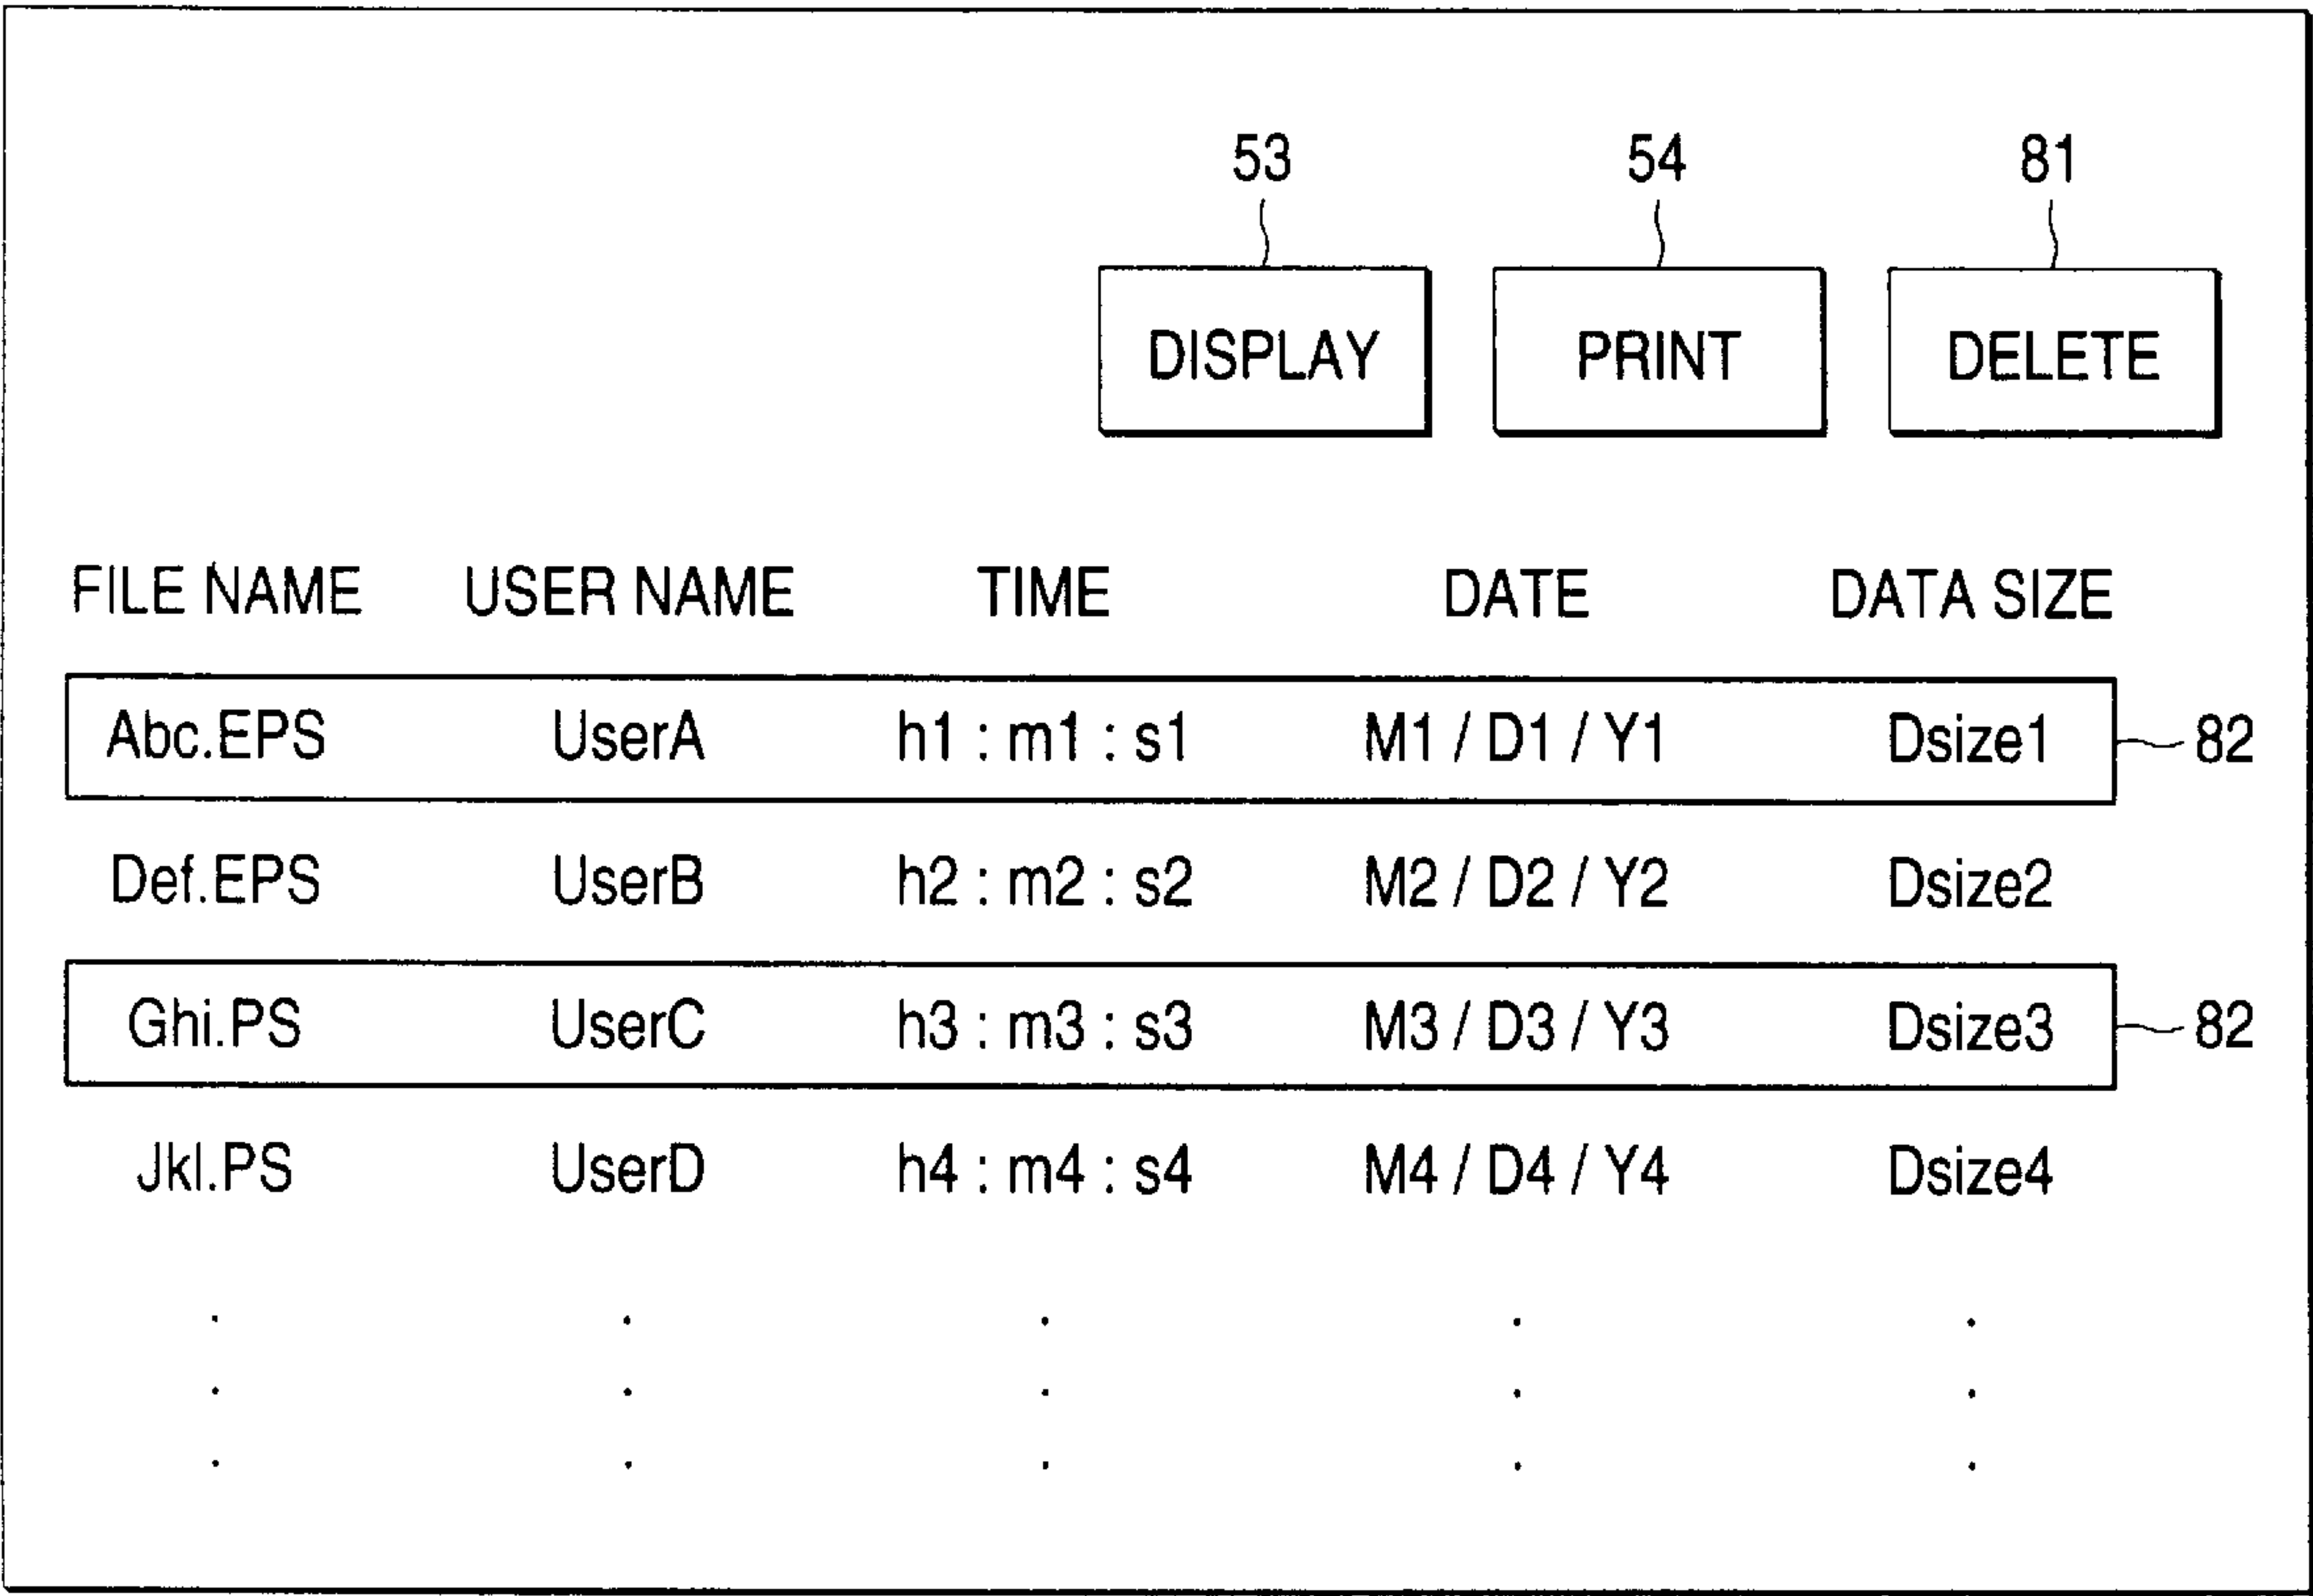 53 54 81
DISPLAY PRINT DELETE
FILE NAME USER NAME TIME DATE DATA SIZE
Abc.EPS UserA h1 : m1 : s1 M1 / D1 / Y1 Dsize1 82
Def.EPS UserB h2 : m2 : s2 M2 / D2 / Y2 Dsize2
Ghi.PS UserC h3 : m3 : s3 M3 / D3 / Y3 Dsize3 82
Jkl.PS UserD h4 : m4 : s4 M4 / D4 / Y4 Dsize4
. . . . .
. . . . .
. . . . .